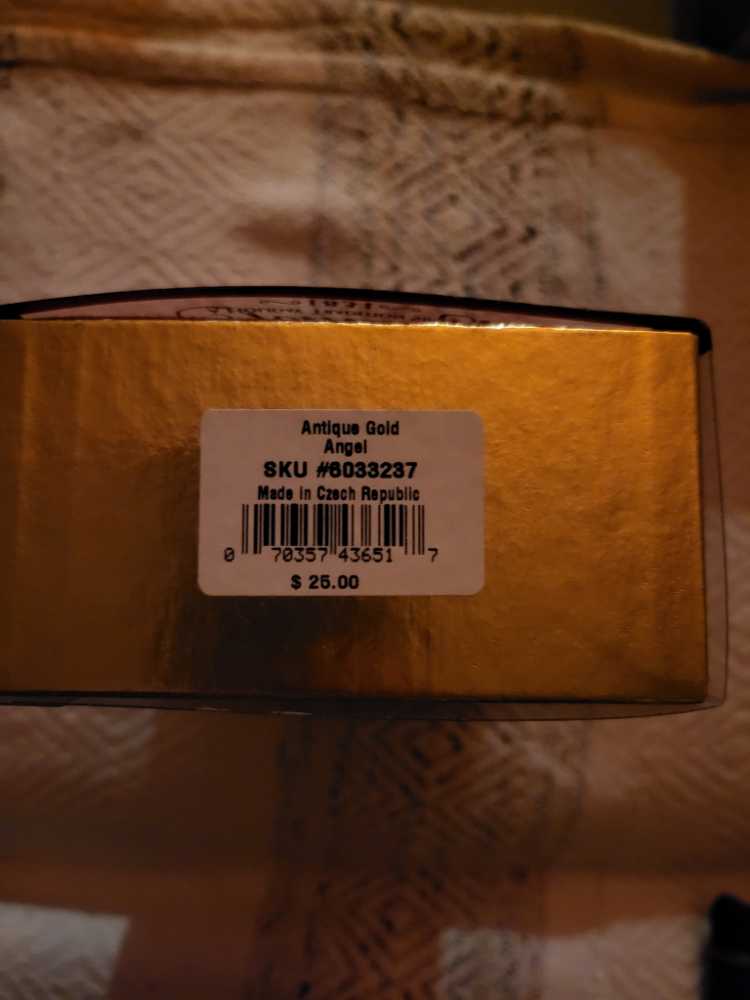 Antique Gold
Angel
SKU #6033237
Made in Czech Republic
0 70357 43651 7
$ 25.00